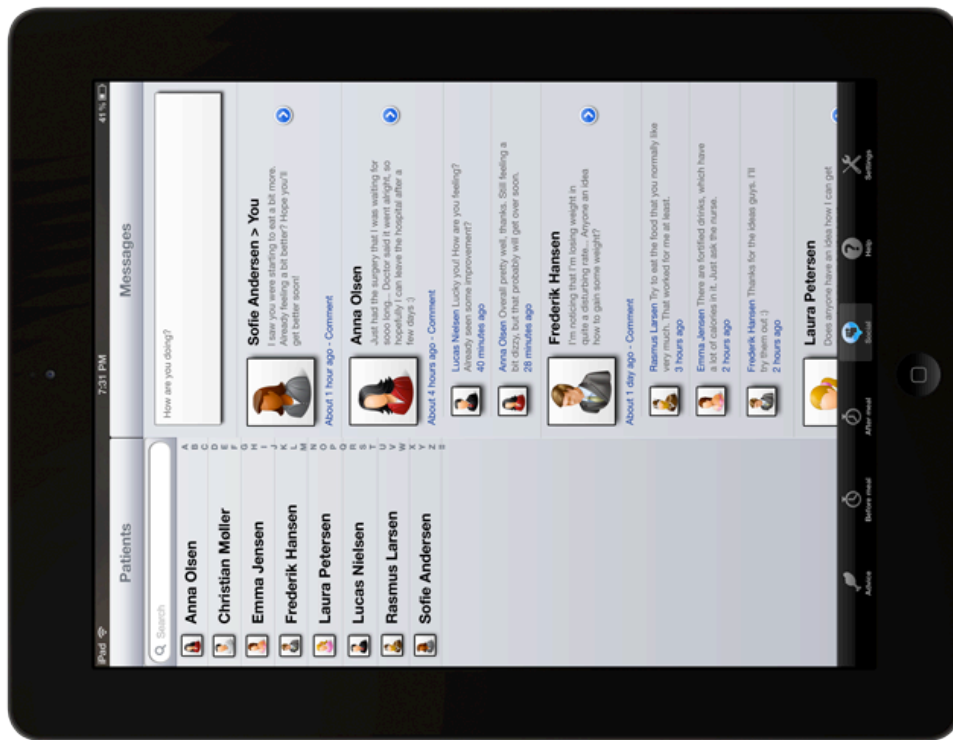 iPad
7:31 PM
41 %
Patients
Search
Anna Olsen
Christian Møller
Emma Jensen
Frederik Hansen
Laura Petersen
Lucas Nielsen
Rasmus Larsen
Sofie Andersen
A
B
C
D
E
F
G
H
I
J
K
L
M
N
O
P
Q
R
S
T
U
V
W
X
Y
Z
#
Messages
How are you doing?
Sofie Andersen > You
I saw you were starting to eat a bit more.
Already feeling a bit better? Hope you'll
get better soon!
About 1 hour ago - Comment
Anna Olsen
Just had the surgery that I was waiting for
sooo long... Doctor said it went alright, so
hopefully I can leave the hospital after a
few days :)
About 4 hours ago - Comment
Lucas Nielsen Lucky you! How are you feeling?
Already seen some improvement?
40 minutes ago
Anna Olsen Overall pretty well, thanks. Still feeling a
bit dizzy, but that probably will get over soon.
28 minutes ago
Frederik Hansen
I'm noticing that I'm losing weight in
quite a disturbing rate... Anyone an idea
how to gain some weight?
About 1 day ago - Comment
Rasmus Larsen Try to eat the food that you normally like
very much. That worked for me at least.
3 hours ago
Emma Jensen There are fortified drinks, which have
a lot of calories in it. Just ask the nurse.
2 hours ago
Frederik Hansen Thanks for the ideas guys. I'll
try them out :)
2 hours ago
Laura Petersen
Does anyone have an idea how I can get
Advice
Before meal
After meal
Social
Help
Settings